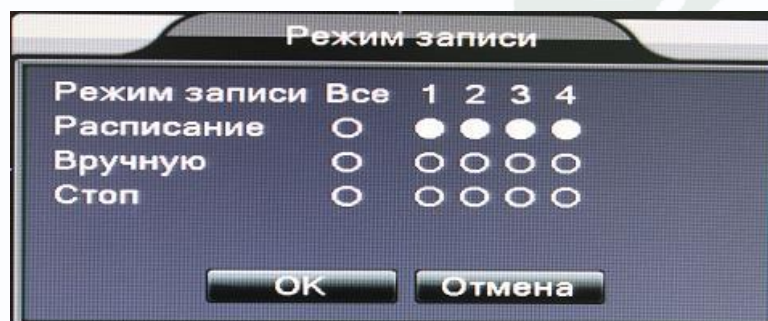 Режим записи
Режим записи Все 1 2 3 4
Расписание
Вручную
Стоп
OK Отмена